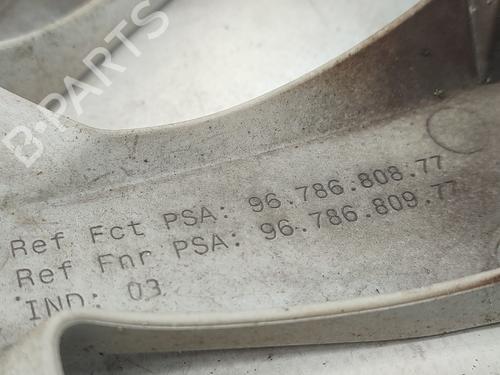 B-PARTS
Ref Fct PSA: 96.786.808.77
Ref Fnr PSA: 96.786.809.77
IND: 03